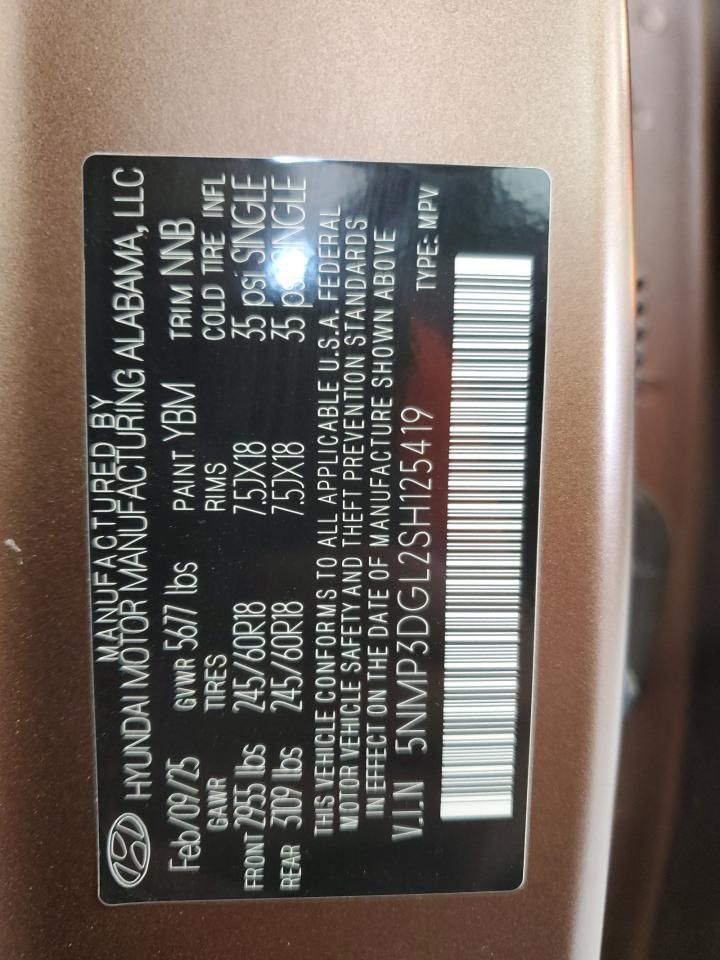 MANUFACTURED BY
HYUNDAI MOTOR MANUFACTURING ALABAMA, LLC
Feb/09/25 GVWR 5677 lbs PAINT YBM TRIM NNB
GAWR TIRES RIMS COLD TIRE INFL
FRONT 2955 lbs 245/60R18 7.5JX18 35 psi SINGLE
REAR 3109 lbs 245/60R18 7.5JX18 35 psi SINGLE
THIS VEHICLE CONFORMS TO ALL APPLICABLE U.S.A. FEDERAL
MOTOR VEHICLE SAFETY AND THEFT PREVENTION STANDARDS
IN EFFECT ON THE DATE OF MANUFACTURE SHOWN ABOVE
V.I.N 5NMP3DGL2SH125419 TYPE: MPV